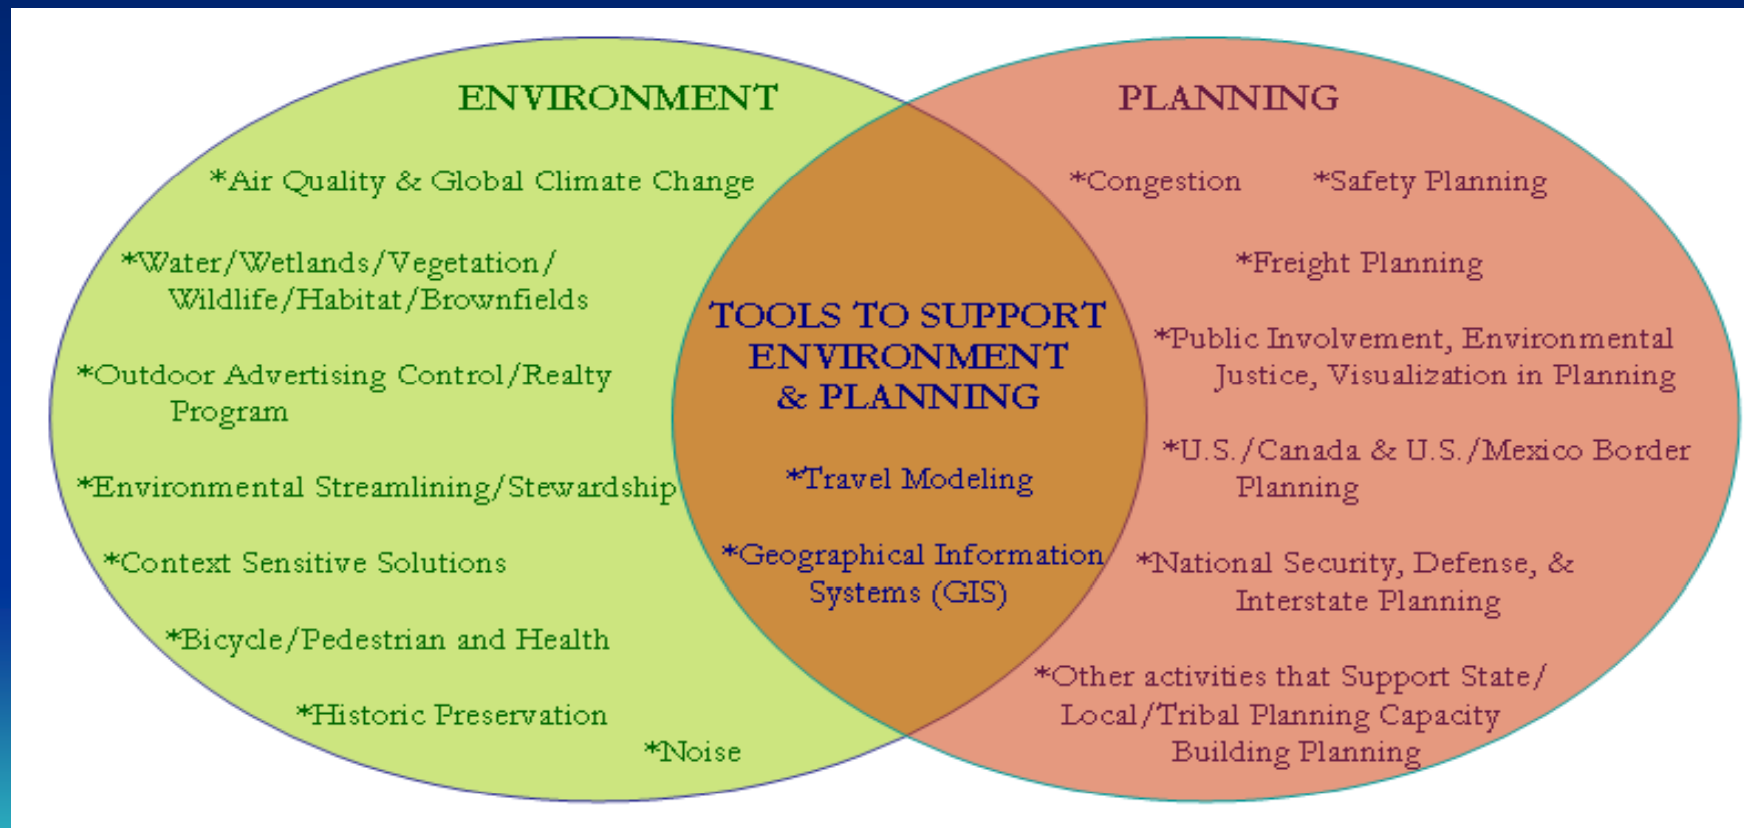 ENVIRONMENT
*Air Quality & Global Climate Change
*Water/Wetlands/Vegetation/
Wildlife/Habitat/Brownfields
*Outdoor Advertising Control/Realty
Program
*Environmental Streamlining/Stewardship
*Context Sensitive Solutions
*Bicycle/Pedestrian and Health
*Historic Preservation
*Noise
TOOLS TO SUPPORT
ENVIRONMENT
& PLANNING
*Travel Modeling
*Geographical Information
Systems (GIS)
PLANNING
*Congestion *Safety Planning
*Freight Planning
*Public Involvement, Environmental
Justice, Visualization in Planning
*U.S./Canada & U.S./Mexico Border
Planning
*National Security, Defense, &
Interstate Planning
*Other activities that Support State/
Local/Tribal Planning Capacity
Building Planning